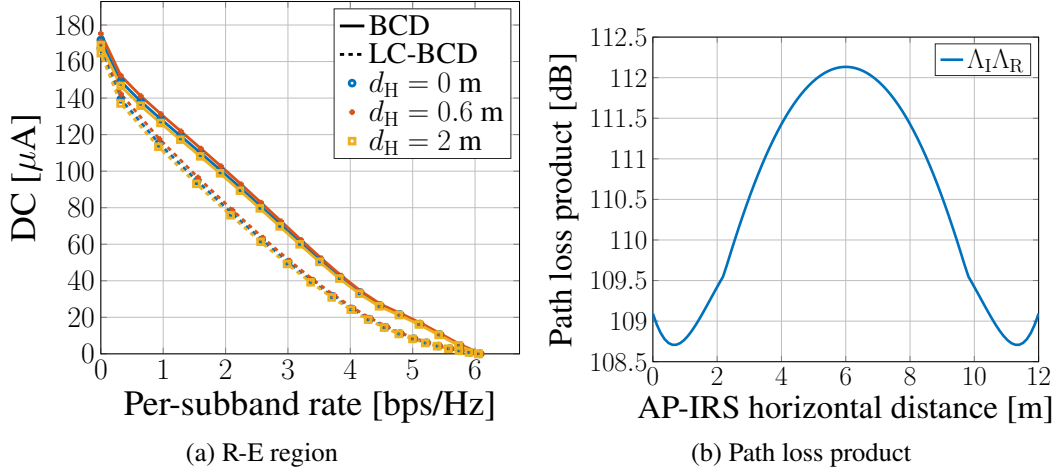 180
160
140
120
100
80
60
40
20
0
DC [μA]
BCD
LC-BCD
d_H = 0 m
d_H = 0.6 m
d_H = 2 m
0 1 2 3 4 5 6
Per-subband rate [bps/Hz]
(a) R-E region
112.5
112
111.5
111
110.5
110
109.5
109
108.5
Path loss product [dB]
Λ_IΛ_R
0 2 4 6 8 10 12
AP-IRS horizontal distance [m]
(b) Path loss product